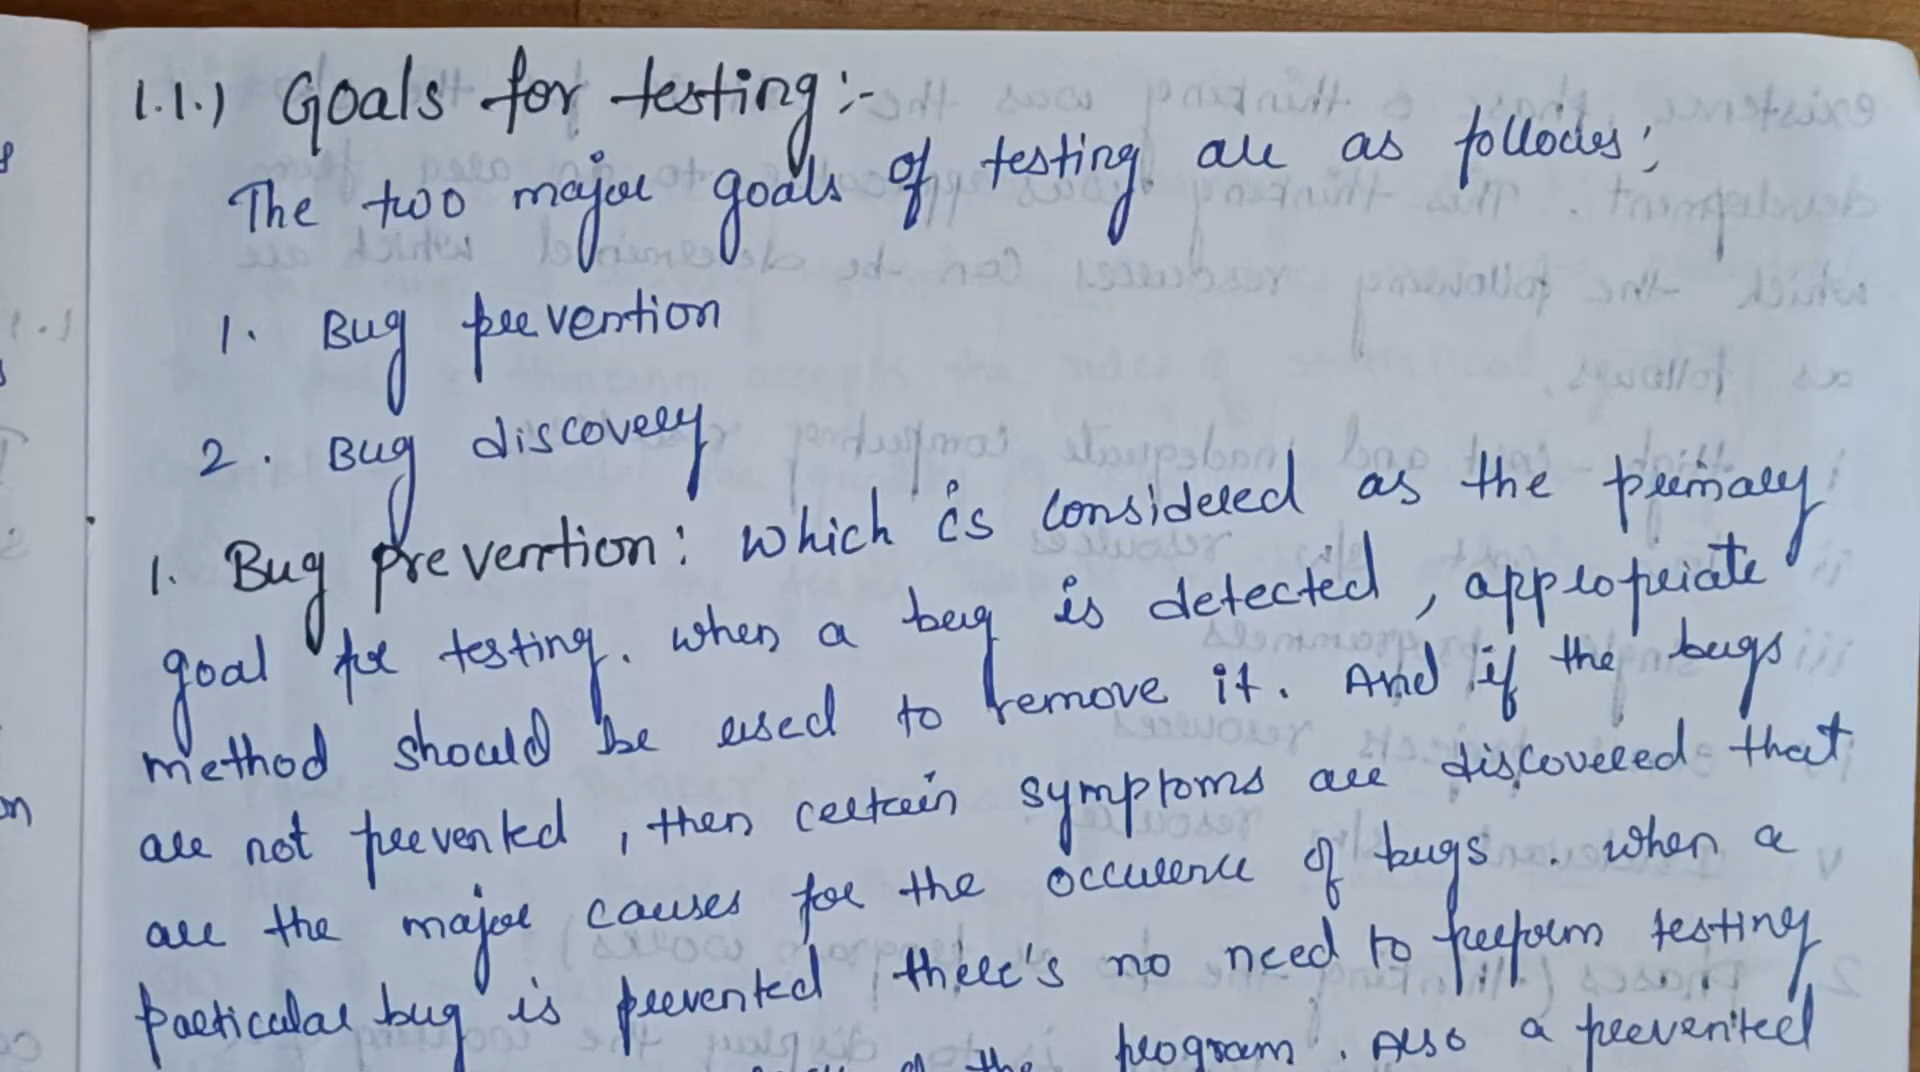 1.1.1 Goals for testing:-
The two major goals of testing are as follows:
1. Bug prevention
2. Bug discovery
1. Bug prevention: which is considered as the primary
goal for testing. when a bug is detected, appropriate
method should be used to remove it. And if the bugs
are not prevented, then certain symptoms are discovered that
are the major causes for the occurence of bugs. when a
particular bug is prevented there's no need to perform testing
of the program. Also a prevented